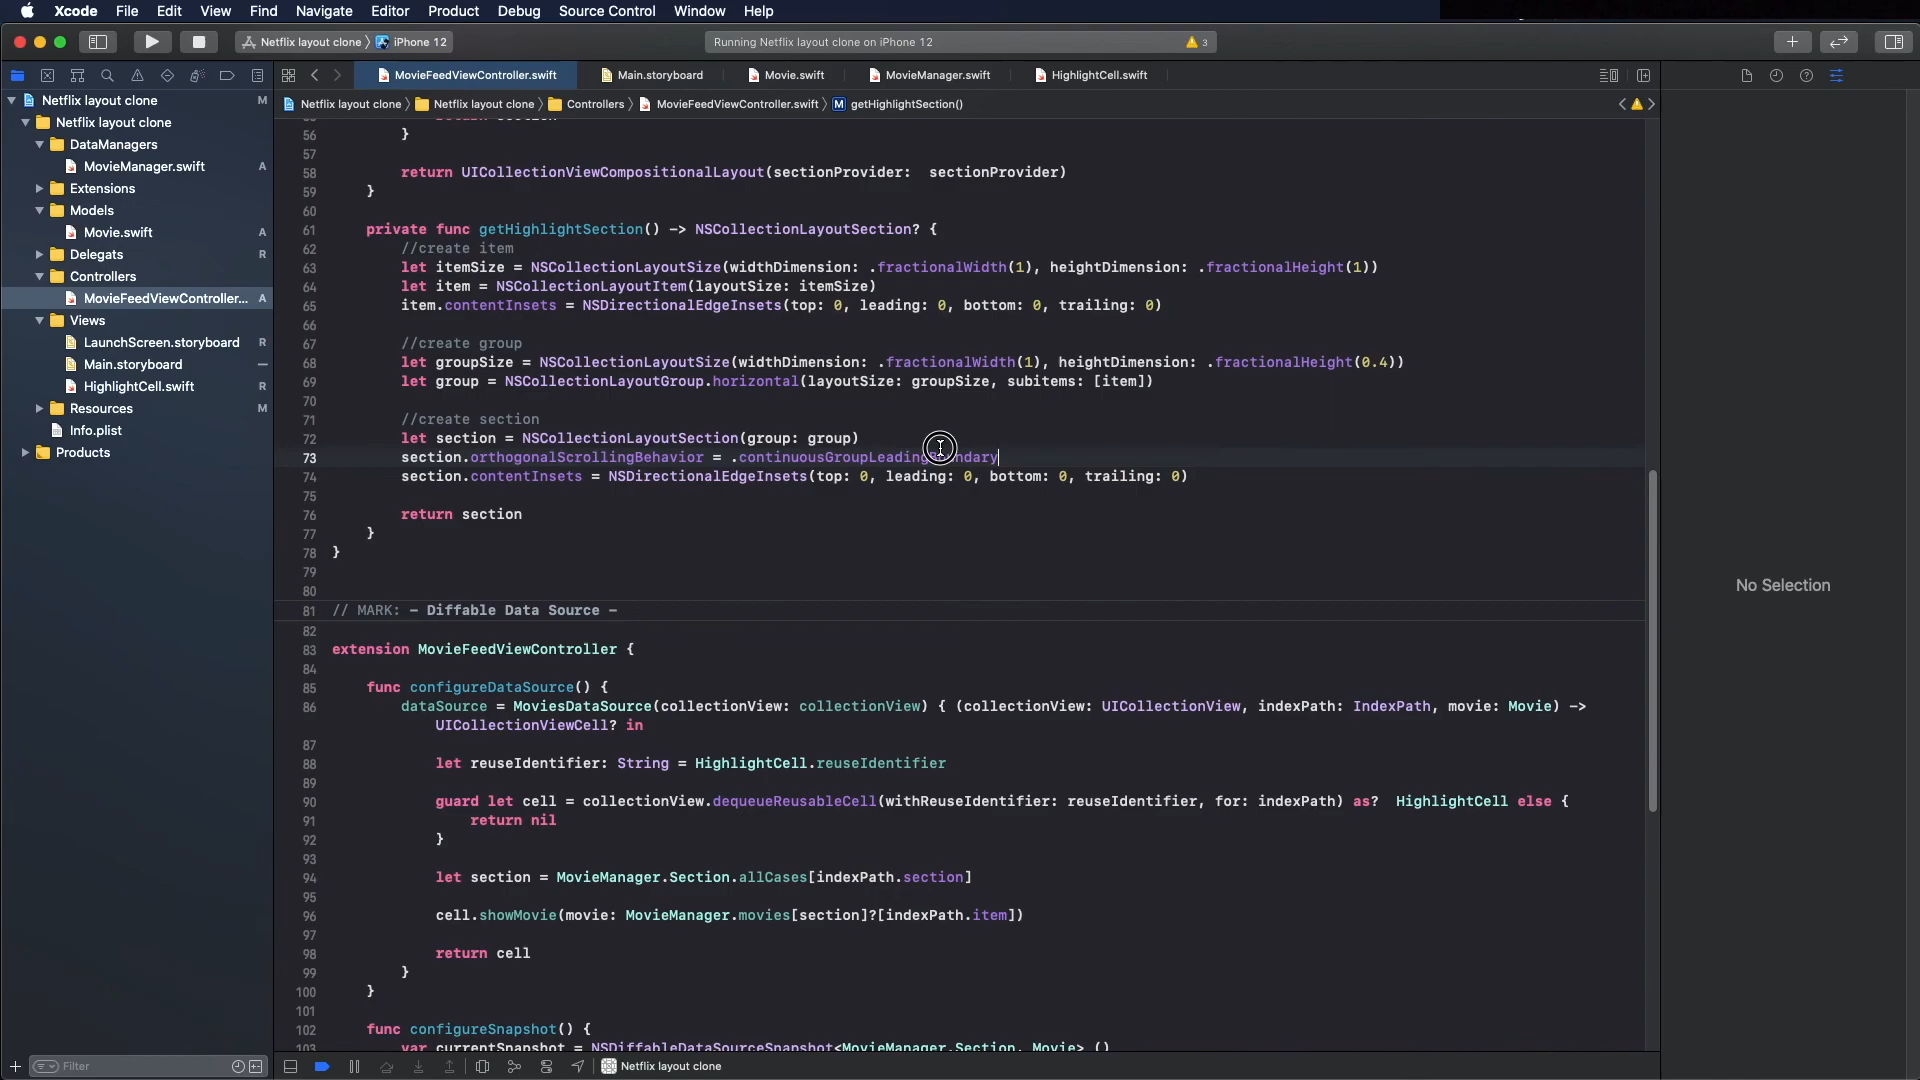 Xcode File Edit View Find Navigate Editor Product Debug Source Control Window Help
Netflix layout clone iPhone 12
Running Netflix layout clone on iPhone 12
3
MovieFeedViewController.swift Main.storyboard Movie.swift MovieManager.swift HighlightCell.swift
Netflix layout clone Netflix layout clone Controllers MovieFeedViewController.swift M getHighlightSection()
Netflix layout clone M
Netflix layout clone
DataManagers
MovieManager.swift A
Extensions
Models
Movie.swift A
Delegats R
Controllers
MovieFeedViewController... A
Views
LaunchScreen.storyboard R
Main.storyboard —
HighlightCell.swift R
Resources M
Info.plist
Products
56 }
57
58 return UICollectionViewCompositionalLayout(sectionProvider: sectionProvider)
59 }
60
61 private func getHighlightSection() -> NSCollectionLayoutSection? {
62 //create item
63 let itemSize = NSCollectionLayoutSize(widthDimension: .fractionalWidth(1), heightDimension: .fractionalHeight(1))
64 let item = NSCollectionLayoutItem(layoutSize: itemSize)
65 item.contentInsets = NSDirectionalEdgeInsets(top: 0, leading: 0, bottom: 0, trailing: 0)
66
67 //create group
68 let groupSize = NSCollectionLayoutSize(widthDimension: .fractionalWidth(1), heightDimension: .fractionalHeight(0.4))
69 let group = NSCollectionLayoutGroup.horizontal(layoutSize: groupSize, subitems: [item])
70
71 //create section
72 let section = NSCollectionLayoutSection(group: group)
73 section.orthogonalScrollingBehavior = .continuousGroupLeadingBoundary
74 section.contentInsets = NSDirectionalEdgeInsets(top: 0, leading: 0, bottom: 0, trailing: 0)
75
76 return section
77 }
78 }
79
80
81 // MARK: - Diffable Data Source -
82
83 extension MovieFeedViewController {
84
85 func configureDataSource() {
86 dataSource = MoviesDataSource(collectionView: collectionView) { (collectionView: UICollectionView, indexPath: IndexPath, movie: Movie) ->
UICollectionViewCell? in
87
88 let reuseIdentifier: String = HighlightCell.reuseIdentifier
89
90 guard let cell = collectionView.dequeueReusableCell(withReuseIdentifier: reuseIdentifier, for: indexPath) as? HighlightCell else {
91 return nil
92 }
93
94 let section = MovieManager.Section.allCases[indexPath.section]
95
96 cell.showMovie(movie: MovieManager.movies[section]?[indexPath.item])
97
98 return cell
99 }
100 }
101
102 func configureSnapshot() {
103 var currentSnapshot = NSDiffableDataSourceSnapshot<MovieManager.Section, Movie> ()
No Selection
Filter
Netflix layout clone